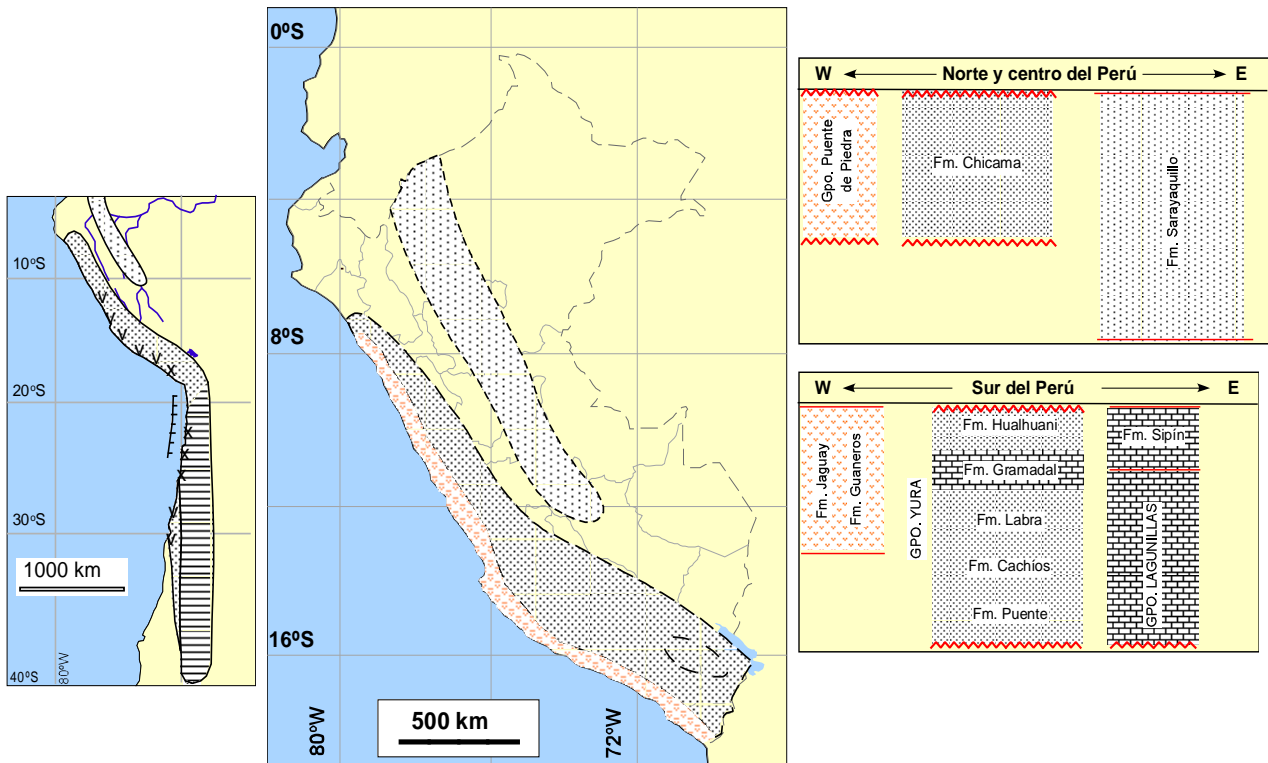 10ºS
20ºS
30ºS
1000 km
40ºS
80ºW
0ºS
8ºS
16ºS
500 km
80ºW
72ºW
W Norte y centro del Perú E
Gpo. Puente
de Piedra
Fm. Chicama
Fm. Sarayaquillo
W Sur del Perú E
Fm. Jaguay
Fm. Guaneros
GPO. YURA
Fm. Hualhuani
Fm. Gramadal
Fm. Labra
Fm. Cachíos
Fm. Puente
Fm. Sipín
GPO. LAGUNILLAS